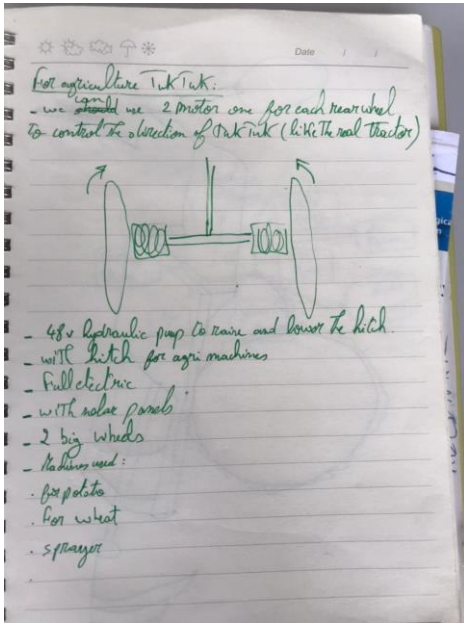 Date / /
For agriculture TukTuk:
- we can should use 2 motor one for each rear wheel
to control the direction of TukTuk (like the real Tractor)
- 48v hydraulic pump to raise and lower the hitch.
- with hitch for agri machines
- Full electric
- with solar panels
- 2 big wheels
- Machines used:
. for potato
. For wheat
. sprayer
.